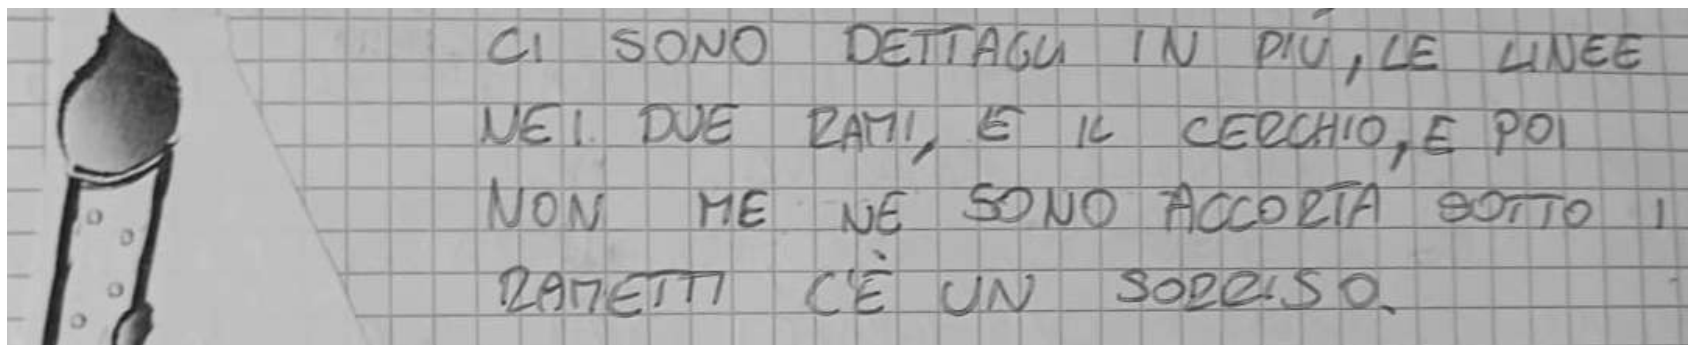 CI SONO DETTAGLI IN PIÙ, LE LINEE
NEI DUE RAMI, E IL CERCHIO, E POI
NON ME NE SONO ACCORTA SOTTO I
RAMETTI C'È UN SORRISO.